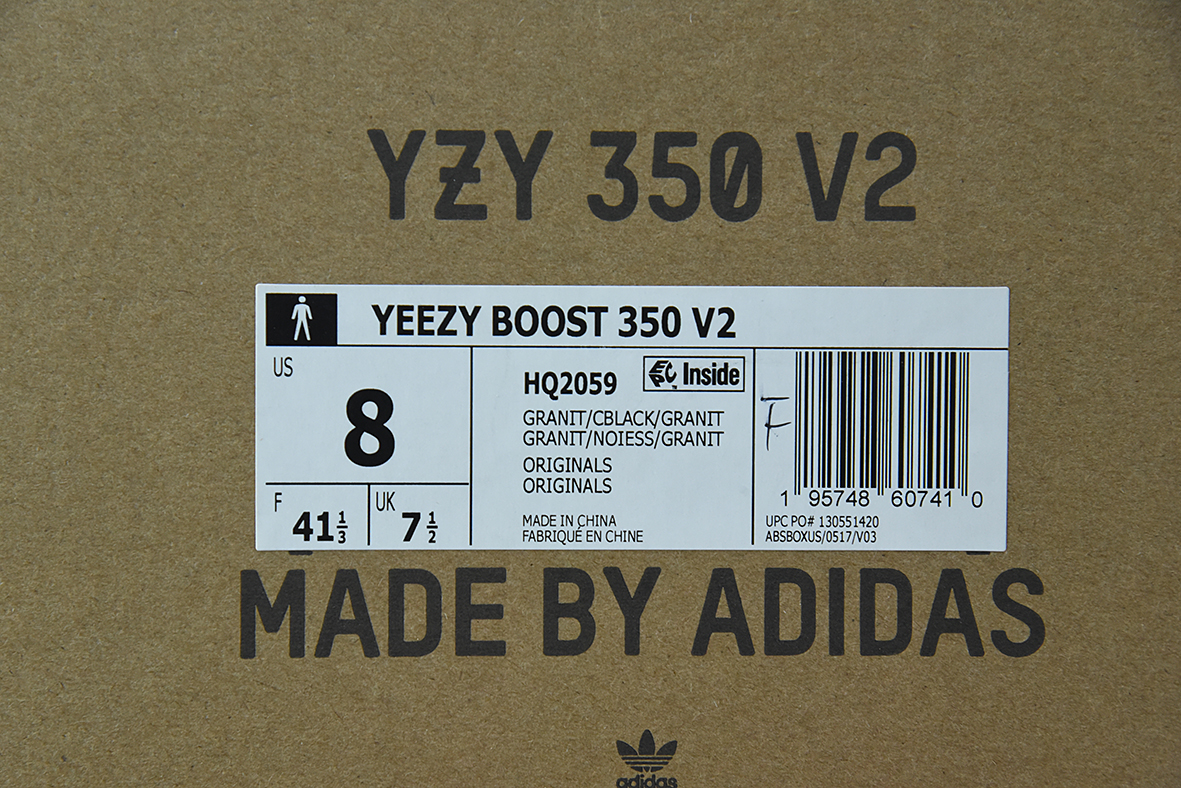 YZY 350 V2
YEEZY BOOST 350 V2
US
8
F
41 1/3
UK
7 1/2
HQ2059
Inside
GRANIT/CBLACK/GRANIT
GRANIT/NOIESS/GRANIT
ORIGINALS
ORIGINALS
MADE IN CHINA
FABRIQUÉ EN CHINE
F
1 95748 60741 0
UPC PO# 130551420
ABSBOXUS/0517/V03
MADE BY ADIDAS
adidas